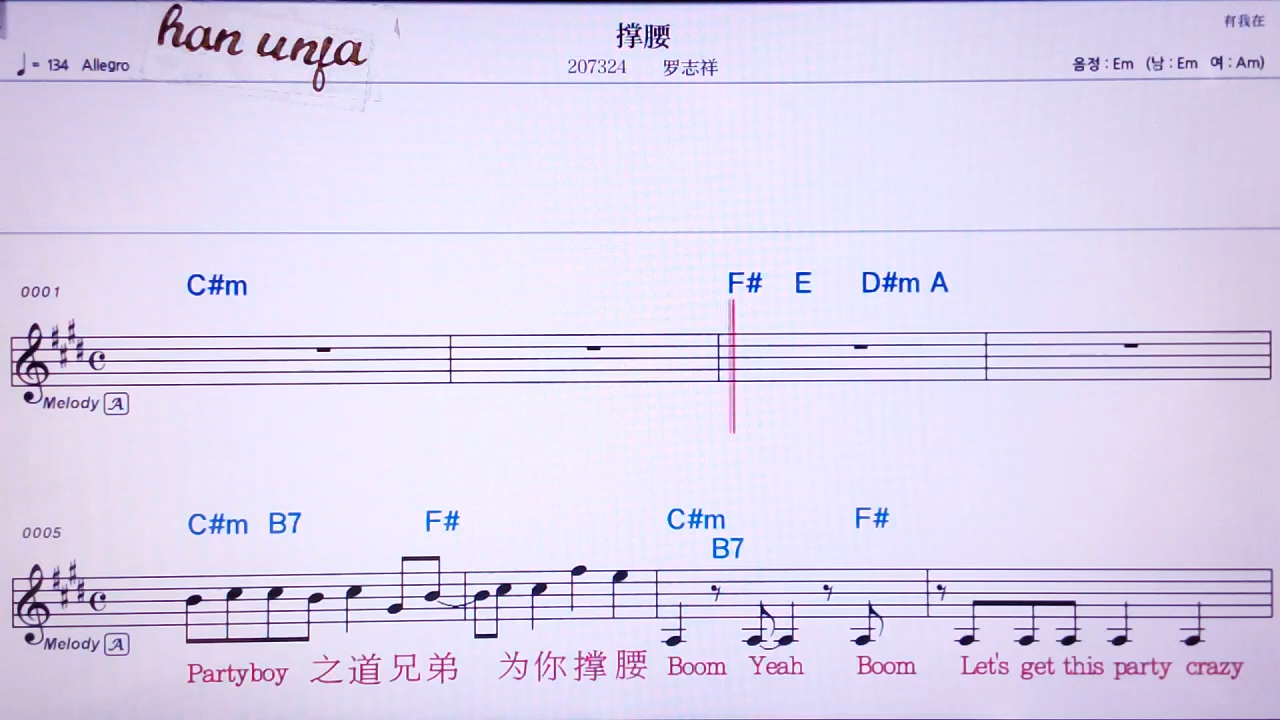 han unfa
撑腰
有我在
♩ = 134 Allegro
207324 罗志祥
음정 : Em (남 : Em 여 : Am)
C#m F# E D#m A
0001
Melody A
C#m B7 F# C#m F#
0005
B7
Melody A
Partyboy 之道兄弟 为你撑腰 Boom Yeah Boom Let's get this party crazy